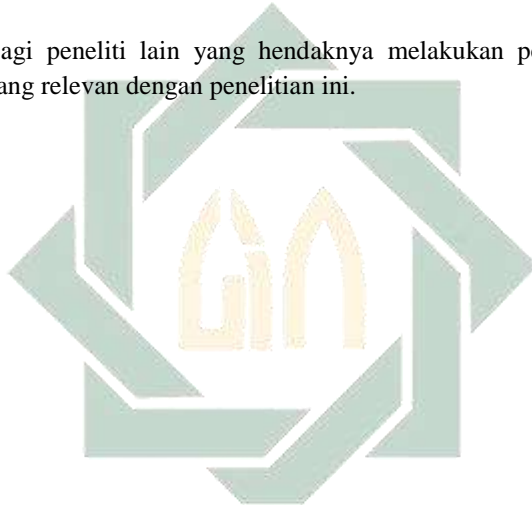 agi peneliti lain yang hendaknya melakukan pe
ang relevan dengan penelitian ini.